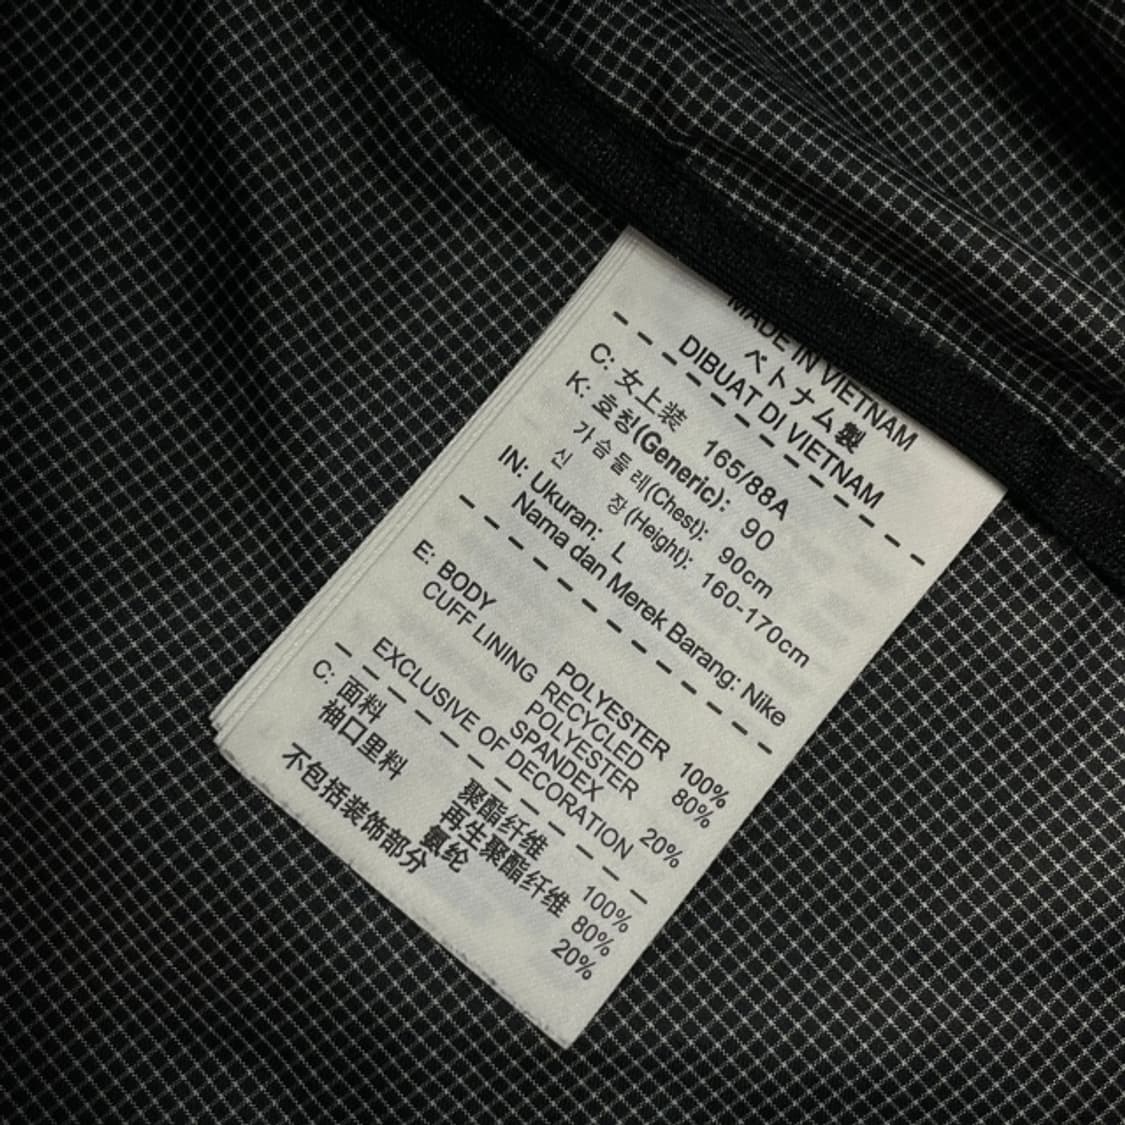 MADE IN VIETNAM
ベトナム製
DIBUAT DI VIETNAM
C: 女上装 165/88A
K: 호칭(Generic): 90
가슴둘레(Chest): 90cm
신 장(Height): 160-170cm
IN: Ukuran: L
Nama dan Merek Barang: Nike
E: BODY POLYESTER 100%
CUFF LINING RECYCLED
POLYESTER 80%
SPANDEX 20%
EXCLUSIVE OF DECORATION
C: 面料 聚酯纤维 100%
袖口里料 再生聚酯纤维 80%
氨纶 20%
不包括装饰部分